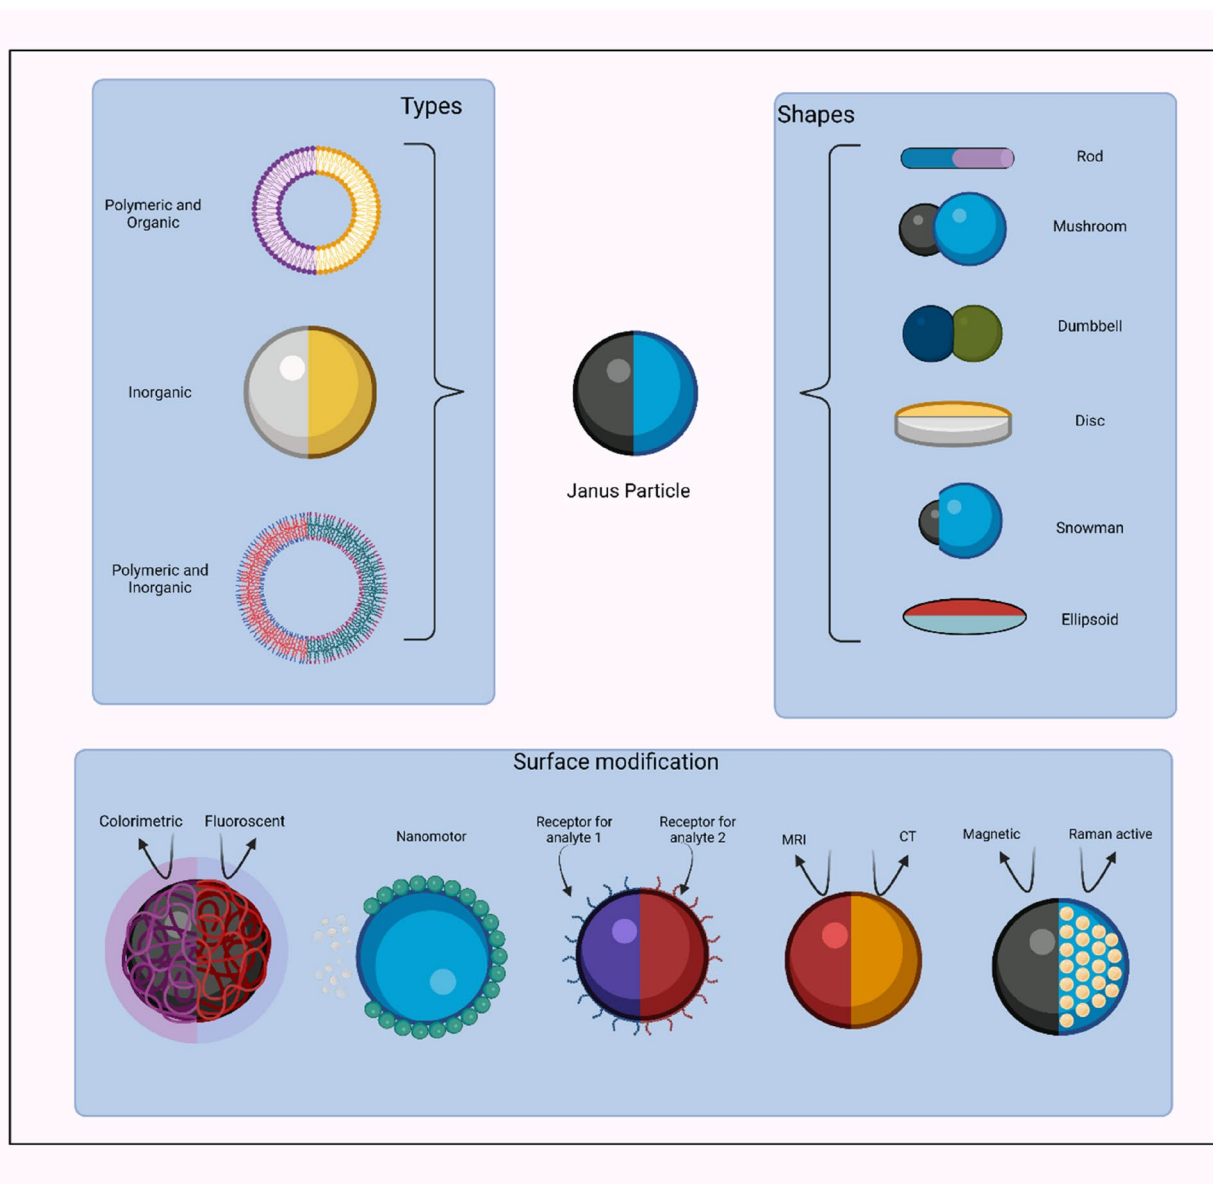 Types
Polymeric and
Organic
Inorganic
Polymeric and
Inorganic
Janus Particle
Shapes
Rod
Mushroom
Dumbbell
Disc
Snowman
Ellipsoid
Surface modification
Colorimetric
Fluoroscent
Nanomotor
Receptor for
analyte 1
Receptor for
analyte 2
MRI
CT
Magnetic
Raman active